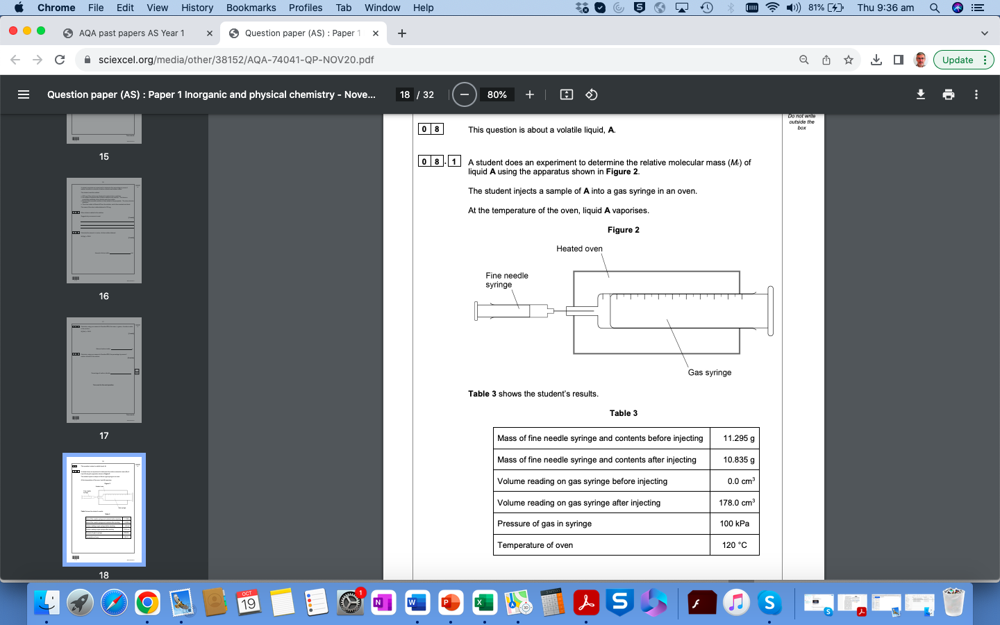 Chrome File Edit View History Bookmarks Profiles Tab Window Help 81% Thu 9:36 am
AQA past papers AS Year 1
Question paper (AS) : Paper 1
sciexcel.org/media/other/38152/AQA-74041-QP-NOV20.pdf
Update
Question paper (AS) : Paper 1 Inorganic and physical chemistry - Nove...
18 / 32
80%
15
16
17
18
Do not write
outside the
box
0 8 This question is about a volatile liquid, A.
0 8 . 1 A student does an experiment to determine the relative molecular mass (Mr) of
liquid A using the apparatus shown in Figure 2.
The student injects a sample of A into a gas syringe in an oven.
At the temperature of the oven, liquid A vaporises.
Figure 2
Heated oven
Fine needle
syringe
Gas syringe
Table 3 shows the student's results.
Table 3
Mass of fine needle syringe and contents before injecting 11.295 g
Mass of fine needle syringe and contents after injecting 10.835 g
Volume reading on gas syringe before injecting 0.0 cm³
Volume reading on gas syringe after injecting 178.0 cm³
Pressure of gas in syringe 100 kPa
Temperature of oven 120 °C
OCT
19
1